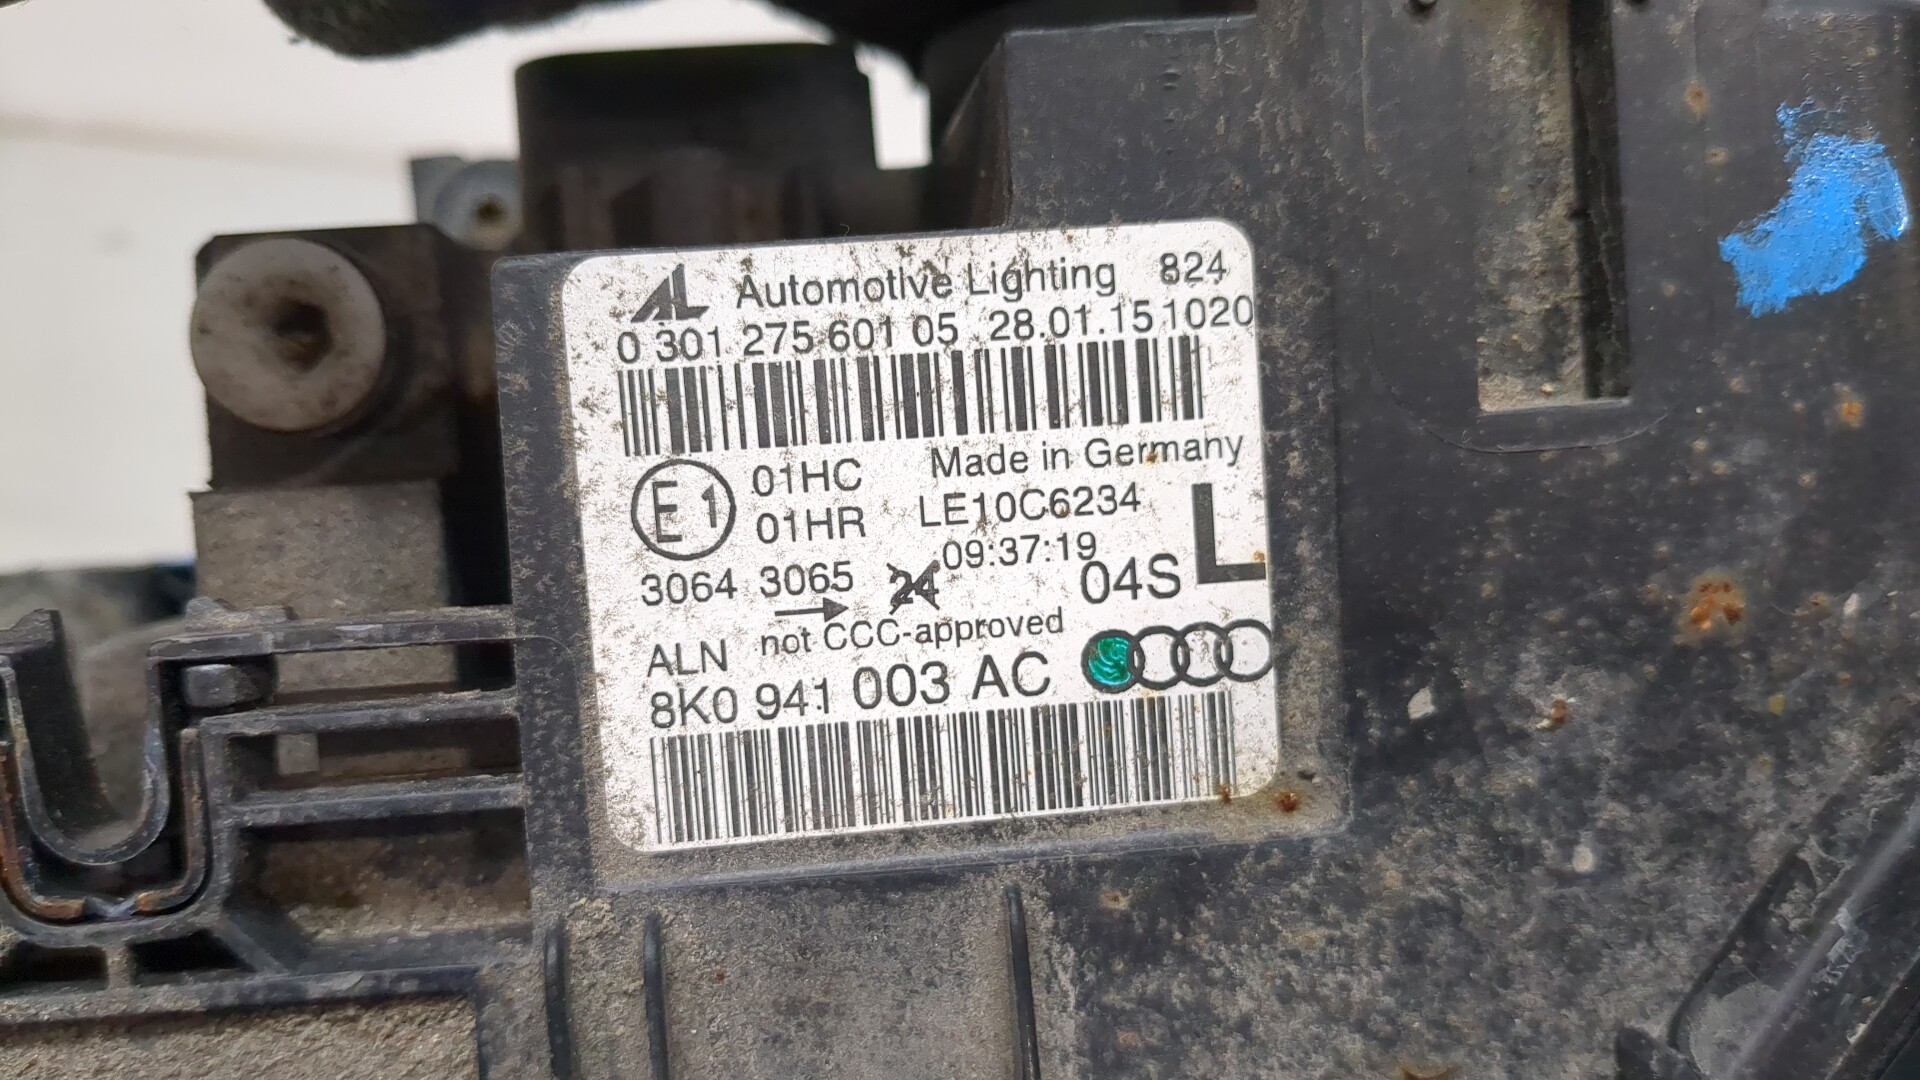 AL Automotive Lighting 824
0 301 275 601 05 28.01.15 1020
E1 01HC Made in Germany
01HR LE10C6234 L
3064 3065 24 09:37:19 04S
not CCC-approved
ALN
8K0 941 003 AC